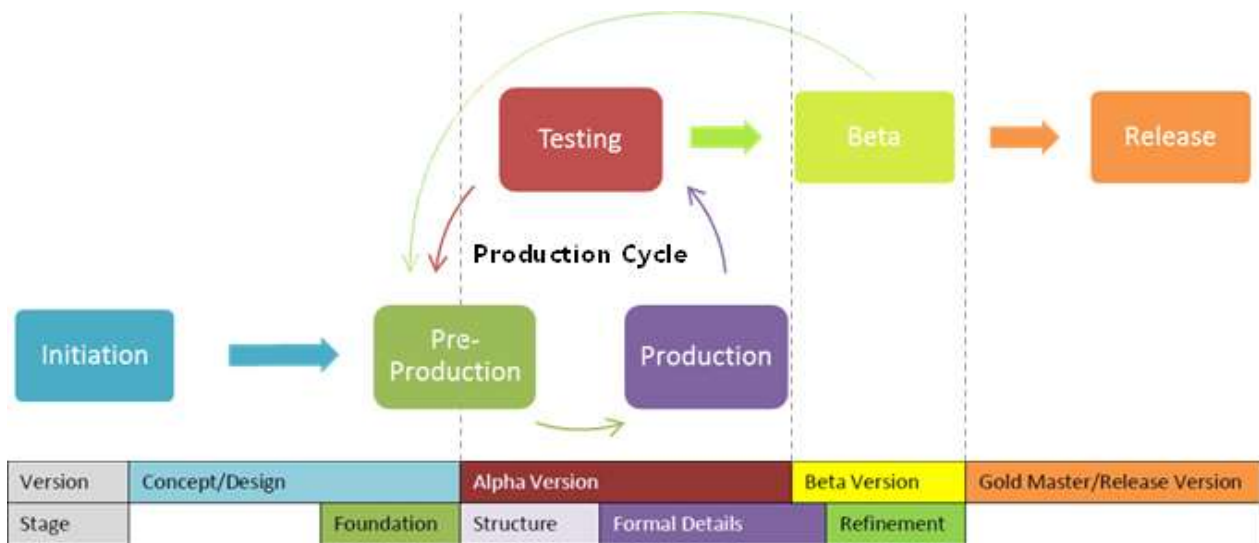 Testing
Beta
Release
Production Cycle
Initiation
Pre-
Production
Production
Version
Concept/Design
Alpha Version
Beta Version
Gold Master/Release Version
Stage
Foundation
Structure
Formal Details
Refinement